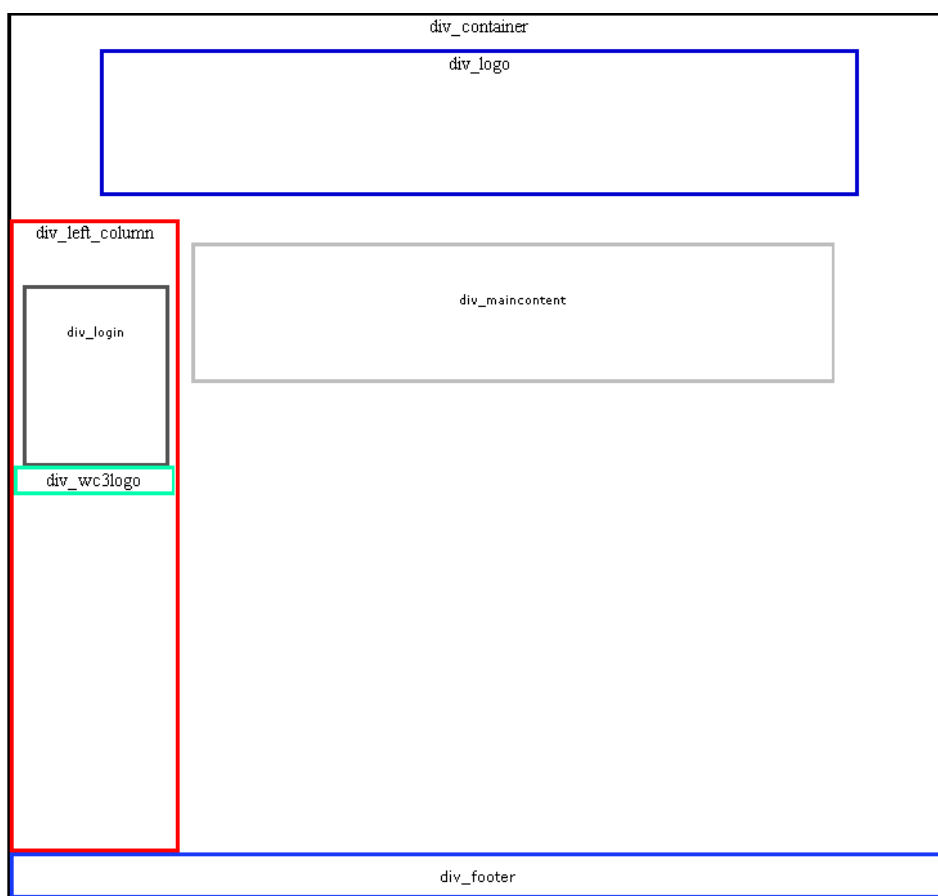 div_container
div_logo
div_left_column
div_maincontent
div_login
div_wc3logo
div_footer